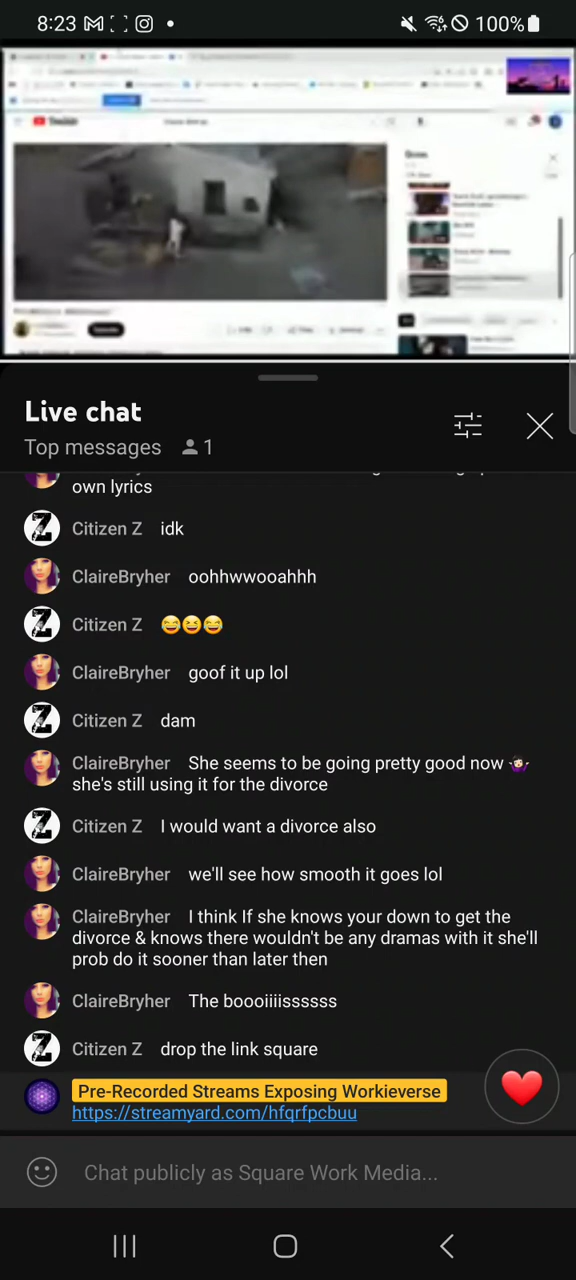 8:23
100%
Live chat
Top messages 1
own lyrics
Citizen Z idk
ClaireBryher oohhwwooahhh
Citizen Z 😂😆😂
ClaireBryher goof it up lol
Citizen Z dam
ClaireBryher She seems to be going pretty good now 🤷🏻‍♀️
she's still using it for the divorce
Citizen Z I would want a divorce also
ClaireBryher we'll see how smooth it goes lol
ClaireBryher I think If she knows your down to get the
divorce & knows there wouldn't be any dramas with it she'll
prob do it sooner than later then
ClaireBryher The boooiiiissssss
Citizen Z drop the link square
Pre-Recorded Streams Exposing Workieverse
https://streamyard.com/hfqrfpcbuu
Chat publicly as Square Work Media...